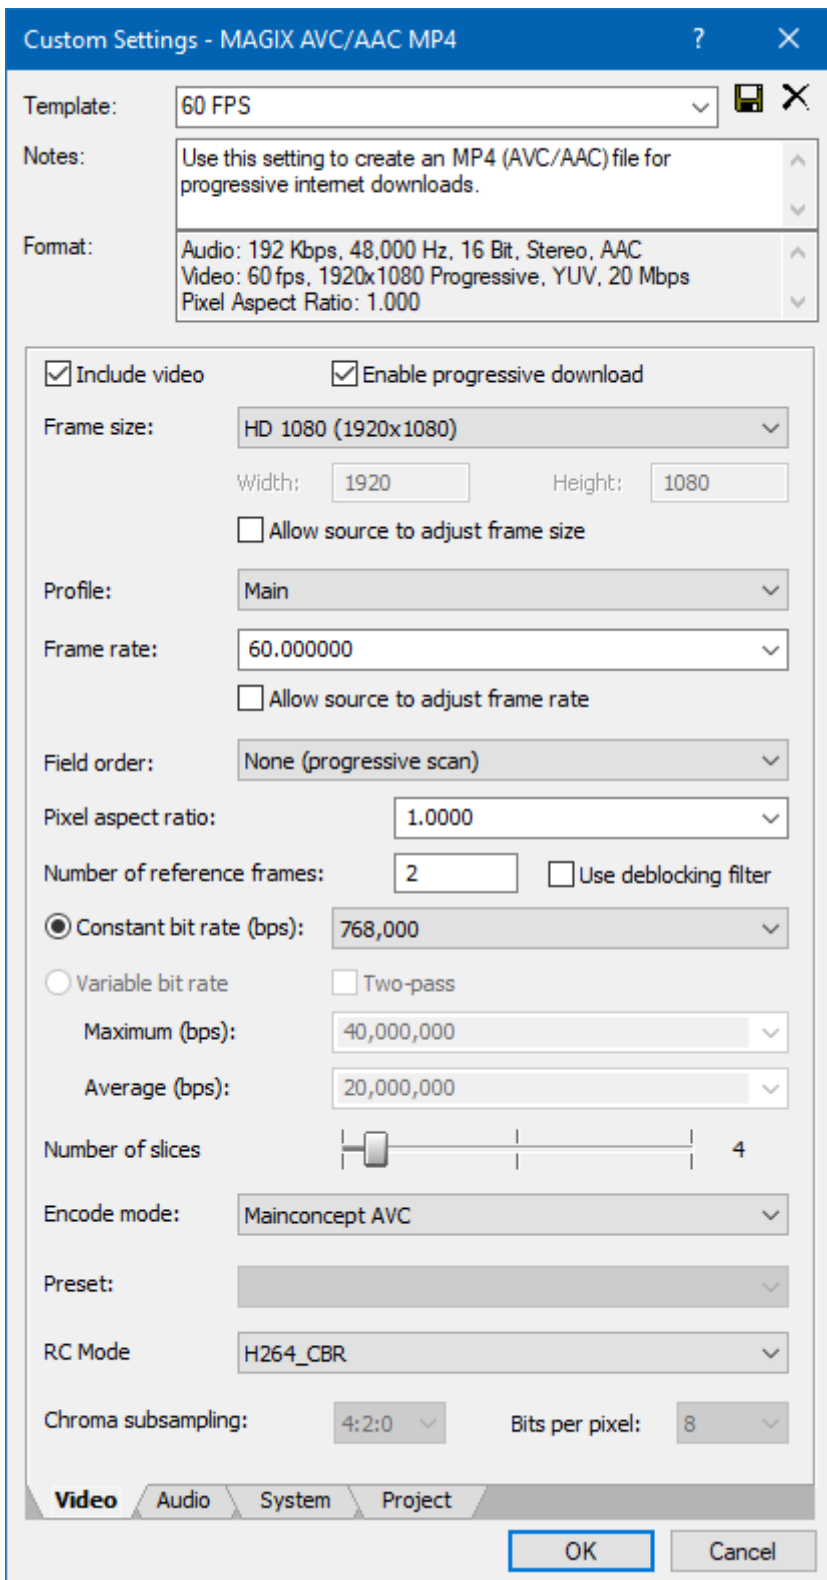 Custom Settings - MAGIX AVC/AAC MP4 ?
Template: 60 FPS
Notes: Use this setting to create an MP4 (AVC/AAC) file for
progressive internet downloads.
Format: Audio: 192 Kbps, 48,000 Hz, 16 Bit, Stereo, AAC
Video: 60 fps, 1920x1080 Progressive, YUV, 20 Mbps
Pixel Aspect Ratio: 1.000
Include video Enable progressive download
Frame size: HD 1080 (1920x1080)
Width: 1920 Height: 1080
Allow source to adjust frame size
Profile: Main
Frame rate: 60.000000
Allow source to adjust frame rate
Field order: None (progressive scan)
Pixel aspect ratio: 1.0000
Number of reference frames: 2 Use deblocking filter
Constant bit rate (bps): 768,000
Variable bit rate Two-pass
Maximum (bps): 40,000,000
Average (bps): 20,000,000
Number of slices 4
Encode mode: Mainconcept AVC
Preset:
RC Mode H264_CBR
Chroma subsampling: 4:2:0 Bits per pixel: 8
Video Audio System Project
OK Cancel